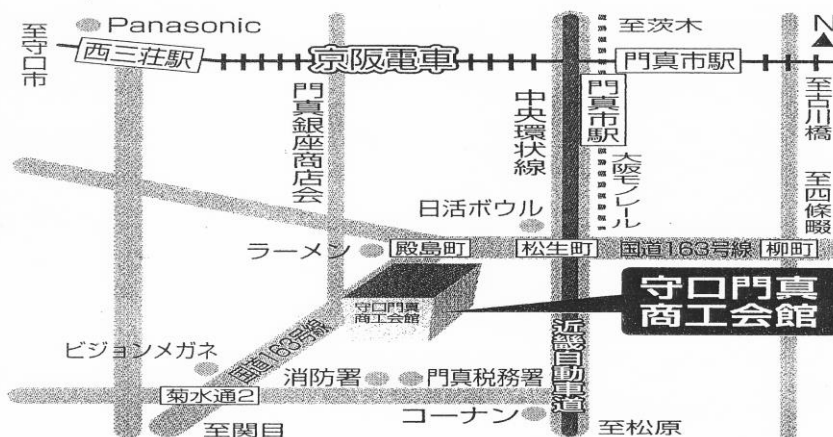 Panasonic
至茨木
N
至守口市
西三荘駅
京阪電車
門真市駅
至古川橋
門真銀座商店会
中央環状線
門真市駅
大阪モノレール
至四條畷
日活ボウル
ラーメン
殿島町
松生町
国道163号線
柳町
守口門真
商工会館
守口門真
商工会館
近畿自動車道
ビジョンメガネ
国道163号線
消防署
門真税務署
菊水通2
コーナン
至関目
至松原